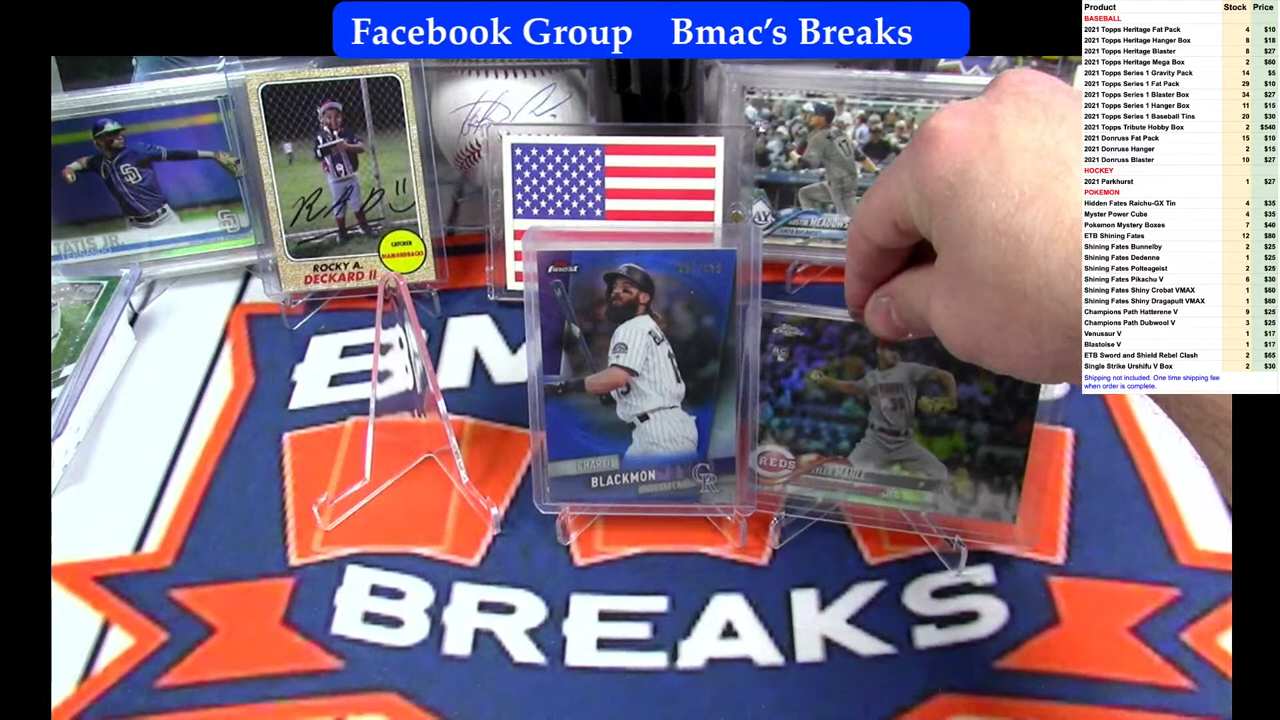 Facebook Group Bmac's Breaks
Product Stock Price
BASEBALL
2021 Topps Heritage Fat Pack 4 $10
2021 Topps Heritage Hanger Box 8 $18
2021 Topps Heritage Blaster 8 $27
2021 Topps Heritage Mega Box 2 $60
2021 Topps Series 1 Gravity Pack 14 $5
2021 Topps Series 1 Fat Pack 29 $10
2021 Topps Series 1 Blaster Box 34 $27
2021 Topps Series 1 Hanger Box 11 $15
2021 Topps Series 1 Baseball Tins 20 $30
2021 Topps Tribute Hobby Box 2 $540
2021 Donruss Fat Pack 15 $10
2021 Donruss Hanger 2 $15
2021 Donruss Blaster 10 $27
HOCKEY
2021 Parkhurst 1 $27
POKEMON
Hidden Fates Raichu-GX Tin 4 $35
Myster Power Cube 4 $35
Pokemon Mystery Boxes 7 $40
ETB Shining Fates 12 $80
Shining Fates Bunnelby 2 $25
Shining Fates Dedenne 1 $25
Shining Fates Polteageist 2 $25
Shining Fates Pikachu V 6 $30
Shining Fates Shiny Crobat VMAX 1 $60
Shining Fates Shiny Dragapult VMAX 1 $60
Champions Path Hatterene V 9 $25
Champions Path Dubwool V 3 $25
Venusaur V 1 $17
Blastoise V 1 $17
ETB Sword and Shield Rebel Clash 2 $65
Single Strike Urshifu V Box 2 $30
Shipping not included. One time shipping fee
when order is complete.
SD
11
CATCHER
DIAMONDBACKS
ROCKY A.
DECKARD II
RAYS
Finest
CHARLIE
BLACKMON
CR
REDS
BM
BREAKS